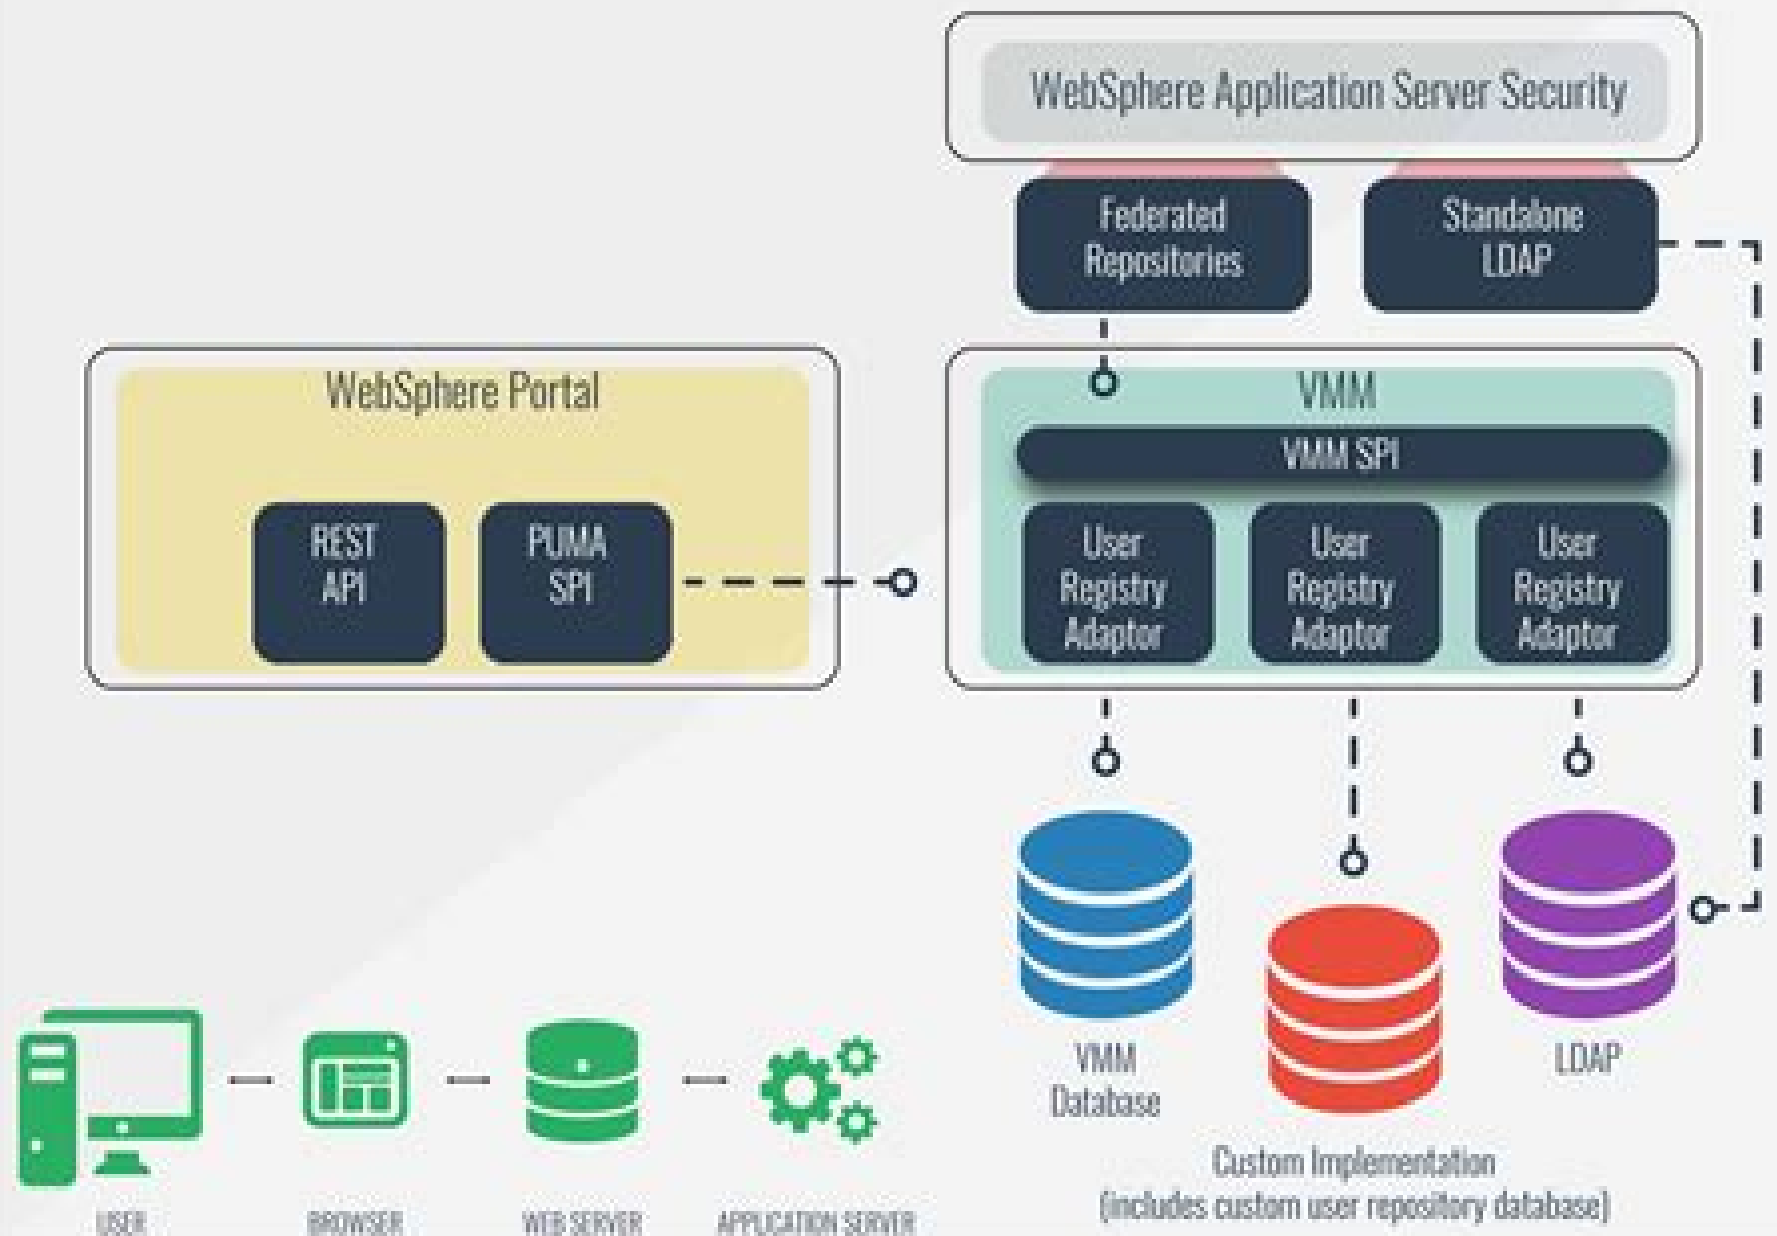 WebSphere Application Server Security
Federated
Repositories
Standalone
LDAP
WebSphere Portal
REST
API
PUMA
SPI
VMM
VMM SPI
User
Registry
Adaptor
User
Registry
Adaptor
User
Registry
Adaptor
VMM
Database
LDAP
Custom Implementation
(includes custom user repository database)
USER
BROWSER
WEB SERVER
APPLICATION SERVER